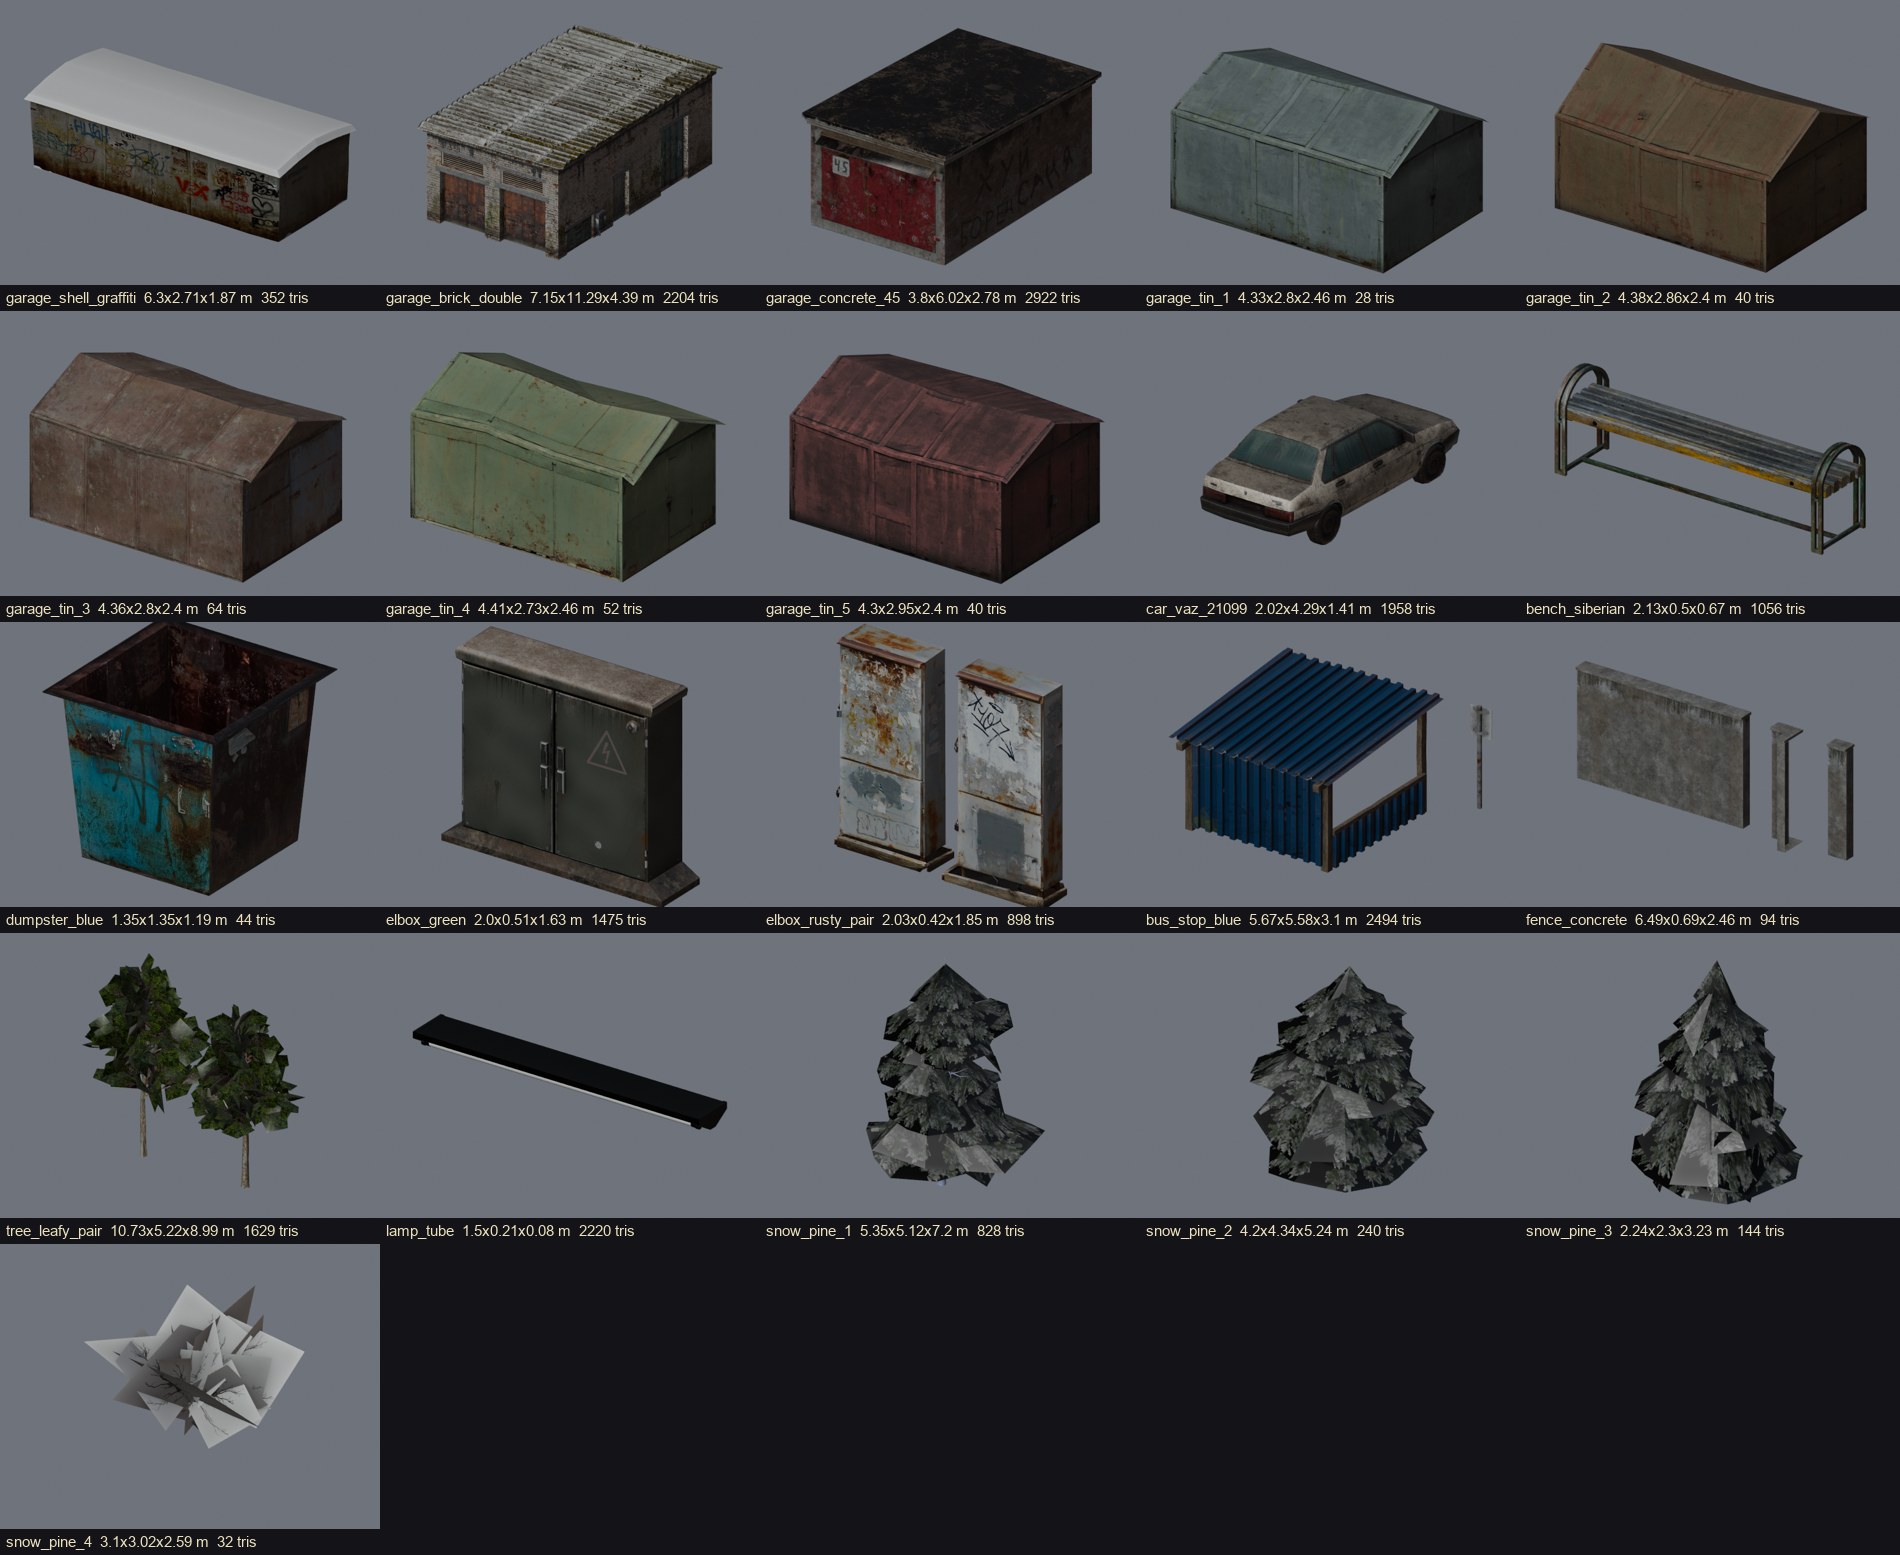 garage_shell_graffiti 6.3x2.71x1.87 m 352 tris
garage_brick_double 7.15x11.29x4.39 m 2204 tris
45
garage_concrete_45 3.8x6.02x2.78 m 2922 tris
garage_tin_1 4.33x2.8x2.46 m 28 tris
garage_tin_2 4.38x2.86x2.4 m 40 tris
garage_tin_3 4.36x2.8x2.4 m 64 tris
garage_tin_4 4.41x2.73x2.46 m 52 tris
garage_tin_5 4.3x2.95x2.4 m 40 tris
car_vaz_21099 2.02x4.29x1.41 m 1958 tris
bench_siberian 2.13x0.5x0.67 m 1056 tris
dumpster_blue 1.35x1.35x1.19 m 44 tris
elbox_green 2.0x0.51x1.63 m 1475 tris
elbox_rusty_pair 2.03x0.42x1.85 m 898 tris
bus_stop_blue 5.67x5.58x3.1 m 2494 tris
fence_concrete 6.49x0.69x2.46 m 94 tris
tree_leafy_pair 10.73x5.22x8.99 m 1629 tris
lamp_tube 1.5x0.21x0.08 m 2220 tris
snow_pine_1 5.35x5.12x7.2 m 828 tris
snow_pine_2 4.2x4.34x5.24 m 240 tris
snow_pine_3 2.24x2.3x3.23 m 144 tris
snow_pine_4 3.1x3.02x2.59 m 32 tris